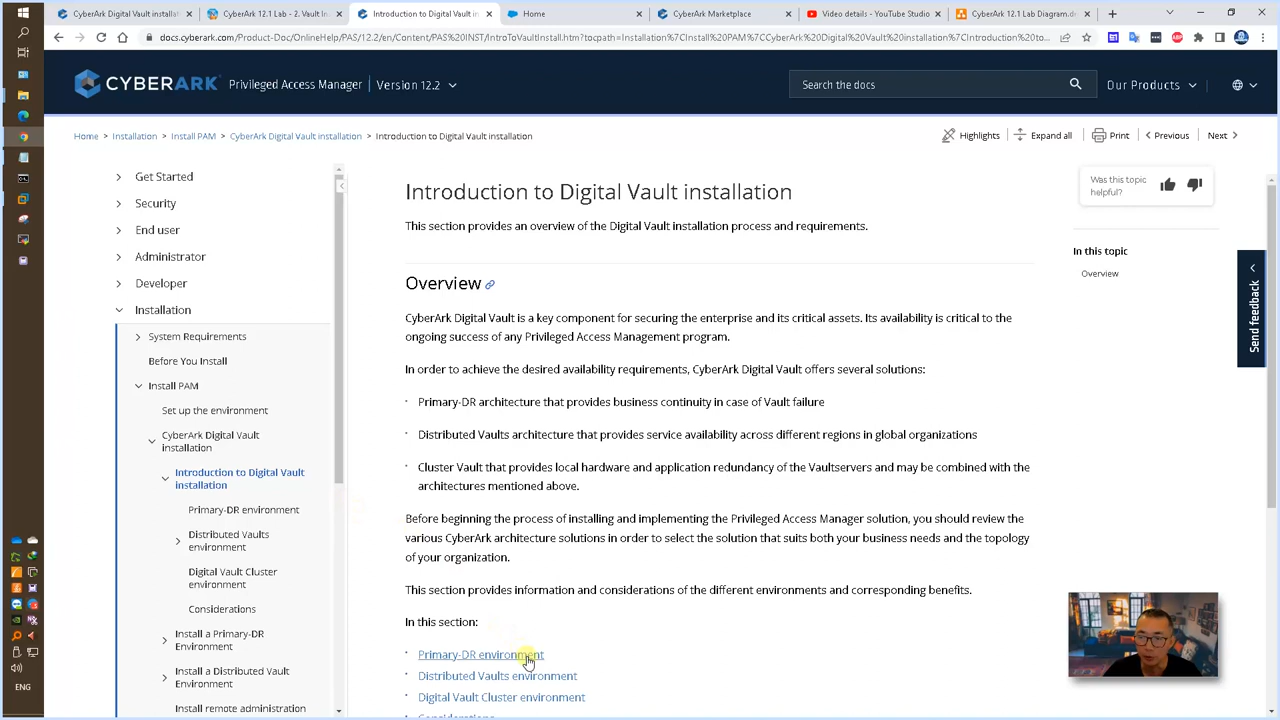 CyberArk Digital Vault installati
CyberArk 12.1 Lab - 2. Vault In
Introduction to Digital Vault in
Home
CyberArk Marketplace
Video details - YouTube Studio
CyberArk 12.1 Lab Diagram.dr
docs.cyberark.com/Product-Doc/OnlineHelp/PAS/12.2/en/Content/PAS%20INST/IntroToVaultInstall.htm?tocpath=Installation%7CInstall%20PAM%7CCyberArk%20Digital%20Vault%20installation%7CIntroduction%20to...
CYBERARK
Privileged Access Manager
Version 12.2
Search the docs
Our Products
Home
Installation
Install PAM
CyberArk Digital Vault installation
Introduction to Digital Vault installation
Highlights
Expand all
Print
Previous
Next
Get Started
Security
End user
Administrator
Developer
Installation
System Requirements
Before You Install
Install PAM
Set up the environment
CyberArk Digital Vault
installation
Introduction to Digital Vault
installation
Primary-DR environment
Distributed Vaults
environment
Digital Vault Cluster
environment
Considerations
Install a Primary-DR
Environment
Install a Distributed Vault
Environment
Install remote administration
Introduction to Digital Vault installation
This section provides an overview of the Digital Vault installation process and requirements.
Overview
CyberArk Digital Vault is a key component for securing the enterprise and its critical assets. Its availability is critical to the
ongoing success of any Privileged Access Management program.
In order to achieve the desired availability requirements, CyberArk Digital Vault offers several solutions:
Primary-DR architecture that provides business continuity in case of Vault failure
Distributed Vaults architecture that provides service availability across different regions in global organizations
Cluster Vault that provides local hardware and application redundancy of the Vaultservers and may be combined with the
architectures mentioned above.
Before beginning the process of installing and implementing the Privileged Access Manager solution, you should review the
various CyberArk architecture solutions in order to select the solution that suits both your business needs and the topology
of your organization.
This section provides information and considerations of the different environments and corresponding benefits.
In this section:
Primary-DR environment
Distributed Vaults environment
Digital Vault Cluster environment
Considerations
Was this topic
helpful?
In this topic
Overview
Send feedback
ENG